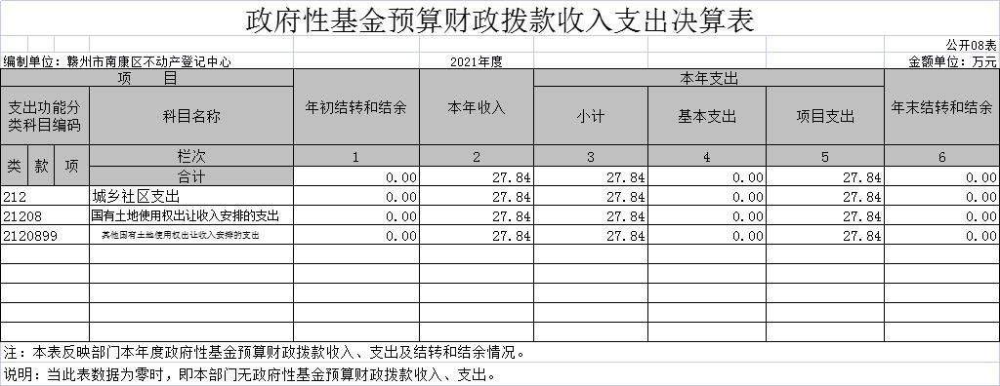 政府性基金预算财政拨款收入支出决算表
公开08表
编制单位：赣州市南康区不动产登记中心 2021年度 金额单位：万元
项 目 年初结转和结余 本年收入 本年支出 年末结转和结余
支出功能分类科目编码 科目名称 小计 基本支出 项目支出
类 款 项 栏次 1 2 3 4 5 6
合计 0.00 27.84 27.84 0.00 27.84 0.00
212 城乡社区支出 0.00 27.84 27.84 0.00 27.84 0.00
21208 国有土地使用权出让收入安排的支出 0.00 27.84 27.84 0.00 27.84 0.00
2120899 其他国有土地使用权出让收入安排的支出 0.00 27.84 27.84 0.00 27.84 0.00
注：本表反映部门本年度政府性基金预算财政拨款收入、支出及结转和结余情况。
说明：当此表数据为零时，即本部门无政府性基金预算财政拨款收入、支出。